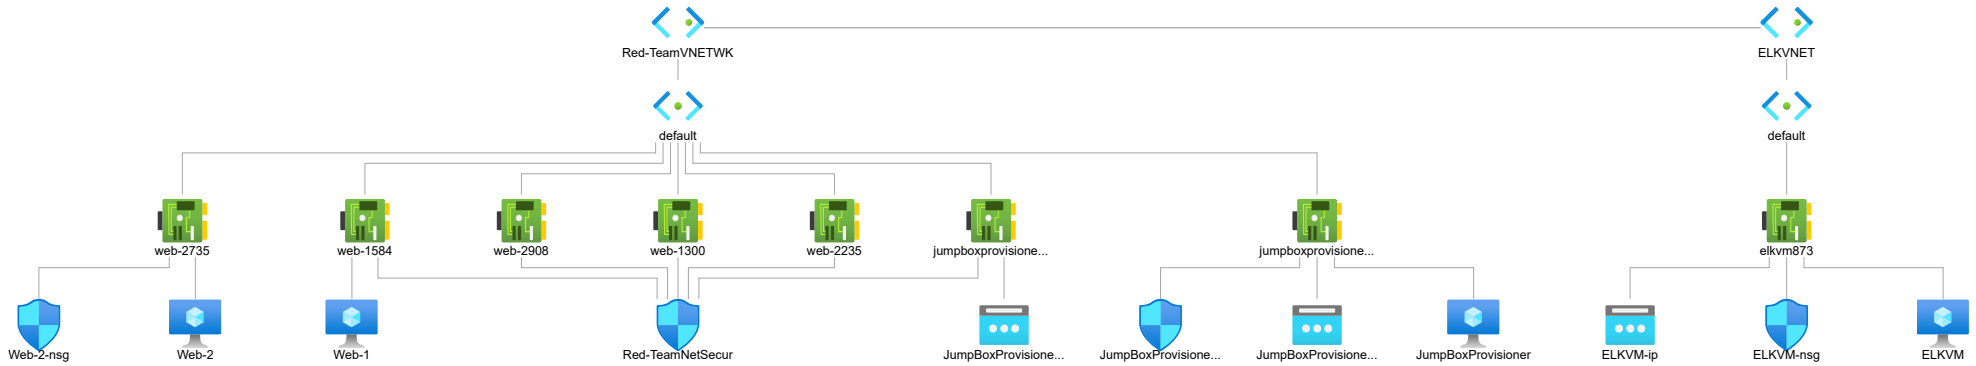 Red-TeamVNETWK
ELKVNET
default
default
web-2735
web-1584
web-2908
web-1300
web-2235
jumpboxprovisione...
jumpboxprovisione...
elkvm873
Web-2-nsg
Web-2
Web-1
Red-TeamNetSecur
JumpBoxProvisione...
JumpBoxProvisione...
JumpBoxProvisione...
JumpBoxProvisioner
ELKVM-ip
ELKVM-nsg
ELKVM